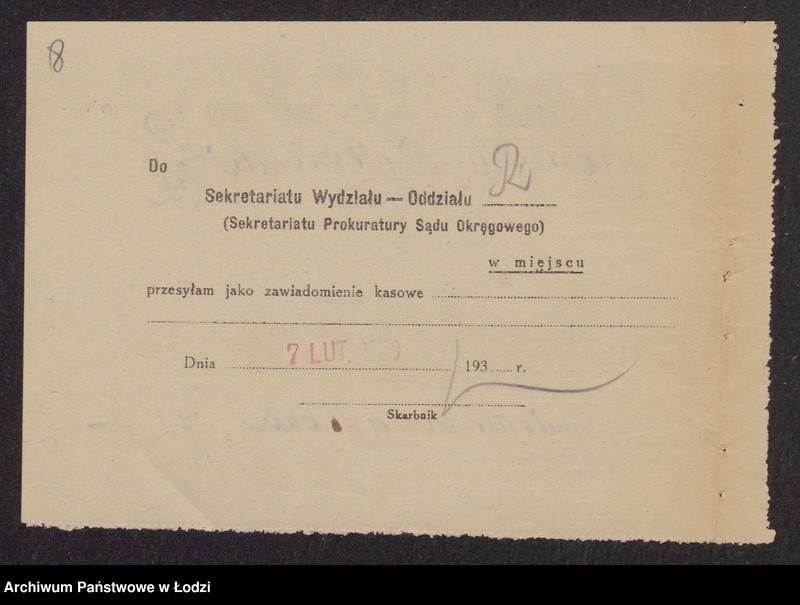 8
Do
Sekretariatu Wydziału — Oddziału R
(Sekretariatu Prokuratury Sądu Okręgowego)
w miejscu
przesyłam jako zawiadomienie kasowe
Dnia 7 LUT. 193 r.
Skarbnik
Archiwum Państwowe w Łodzi